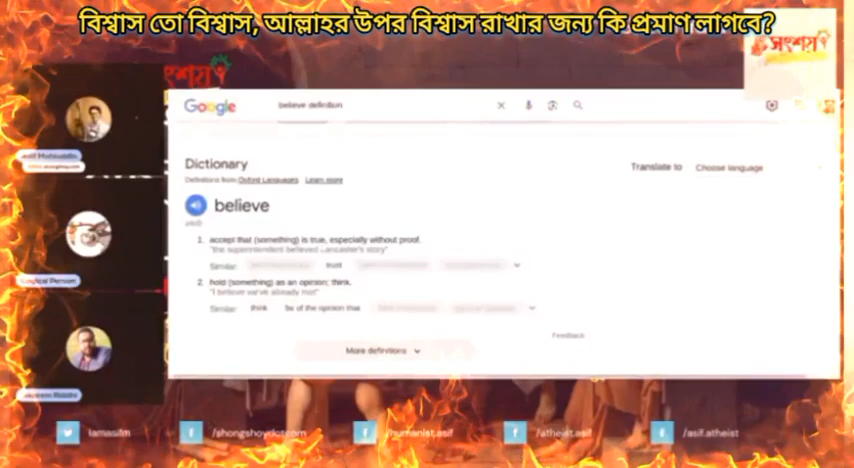 বিশ্বাস তো বিশ্বাস, আল্লাহর উপর বিশ্বাস রাখার জন্য কি প্রমাণ লাগবে?
সংশয়
সংশয়
Google
believe definition
Dictionary
Definitions from Oxford Languages Learn more
Translate to Choose language
believe
verb
1. accept that (something) is true, especially without proof.
"the superintendent believed Lancaster's story"
Similar: trust
2. hold (something) as an opinion; think.
"I believe we've already met"
Similar: think be of the opinion that
Feedback
More definitions
Logical Person
/shongshoydotcom
/humanist.asif
/atheist.asif
/asif.atheist